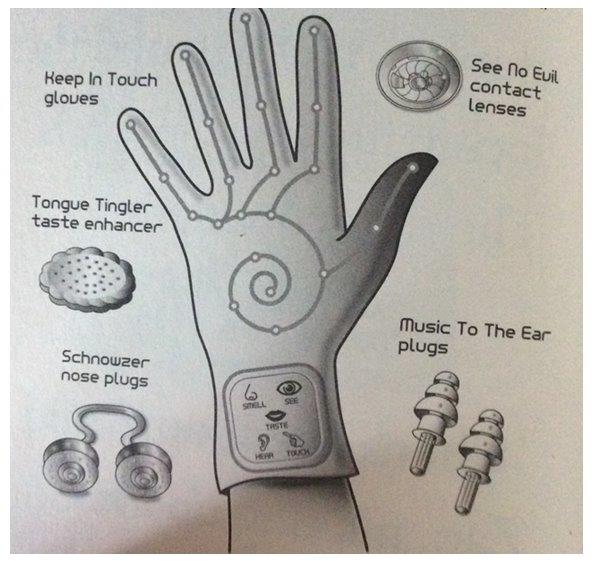 Keep In Touch
gloves
See No Evil
contact
lenses
Tongue Tingler
taste enhancer
Music To The Ear
plugs
Schnowzer
nose plugs
SMELL
SEE
TASTE
HEAR
TOUCH